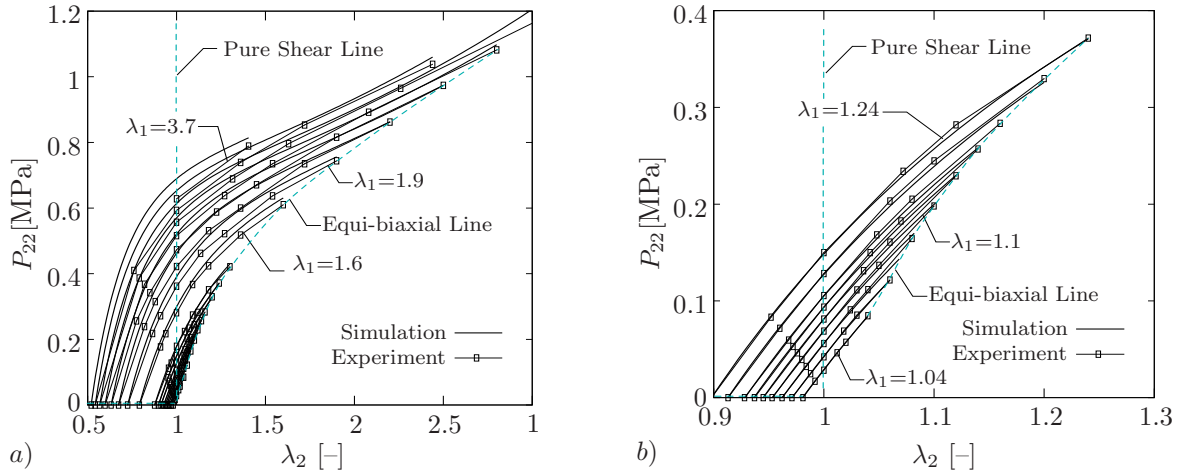 1.2
1
0.8
0.6
0.4
0.2
0
P22[MPa]
Pure Shear Line
λ1=3.7
λ1=1.9
Equi-biaxial Line
λ1=1.6
Simulation
Experiment
0.5 1 1.5 2 2.5 1
a) λ2 [–]
0.4
0.3
0.2
0.1
0
P22 [MPa]
Pure Shear Line
λ1=1.24
λ1=1.1
Equi-biaxial Line
Simulation
Experiment
λ1=1.04
0.9 1 1.1 1.2 1.3
b) λ2 [–]